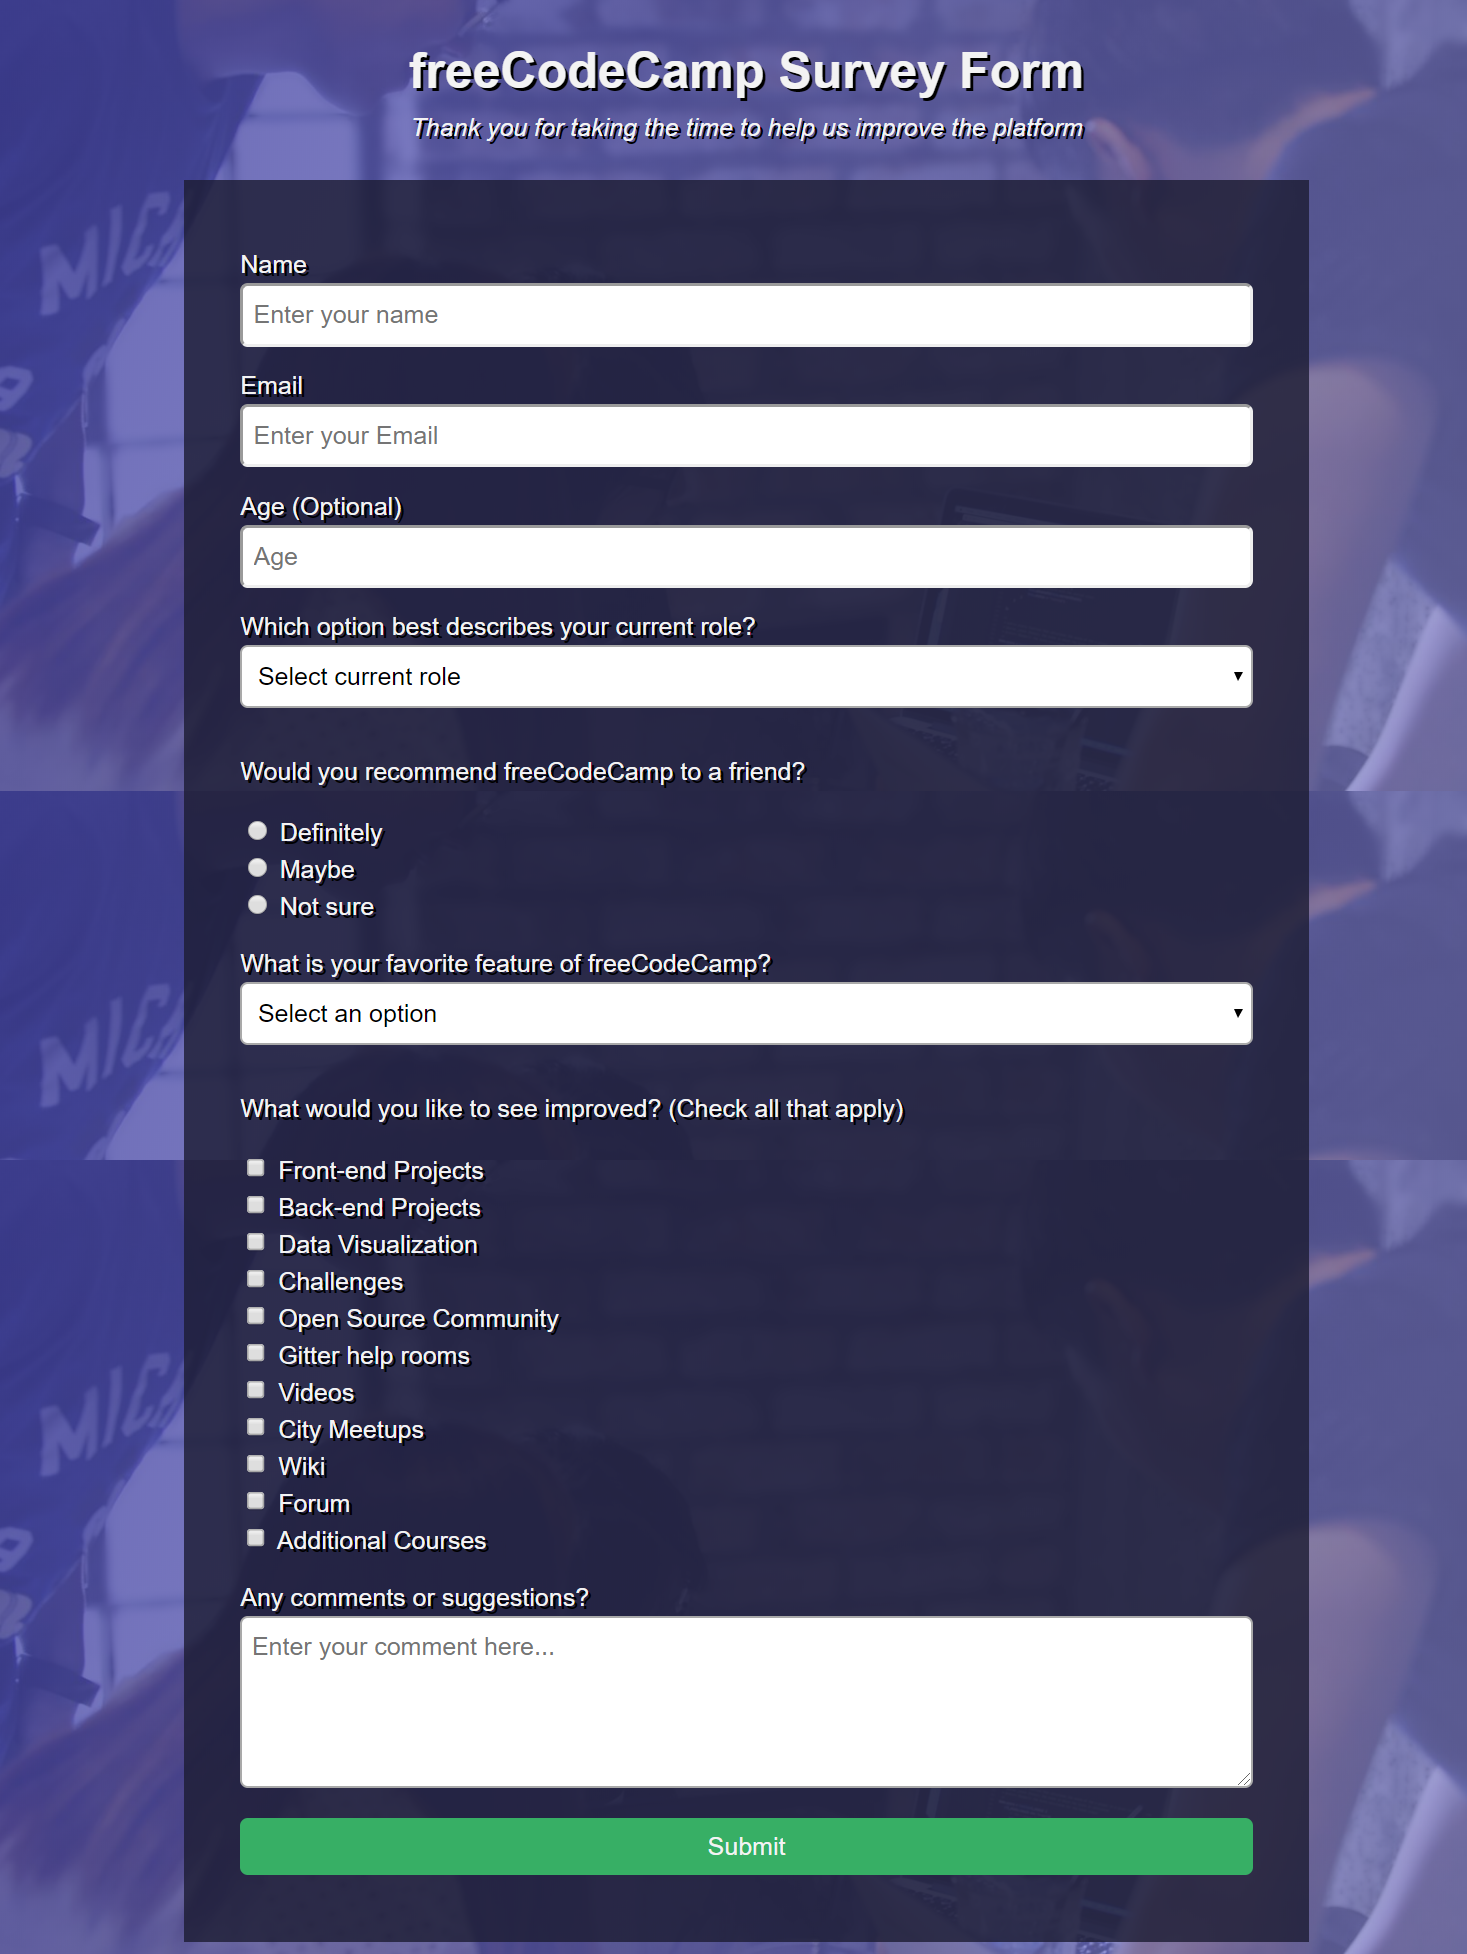 freeCodeCamp Survey Form
Thank you for taking the time to help us improve the platform
Name
Enter your name
Email
Enter your Email
Age (Optional)
Age
Which option best describes your current role?
Select current role
Would you recommend freeCodeCamp to a friend?
Definitely
Maybe
Not sure
What is your favorite feature of freeCodeCamp?
Select an option
What would you like to see improved? (Check all that apply)
Front-end Projects
Back-end Projects
Data Visualization
Challenges
Open Source Community
Gitter help rooms
Videos
City Meetups
Wiki
Forum
Additional Courses
Any comments or suggestions?
Enter your comment here...
Submit